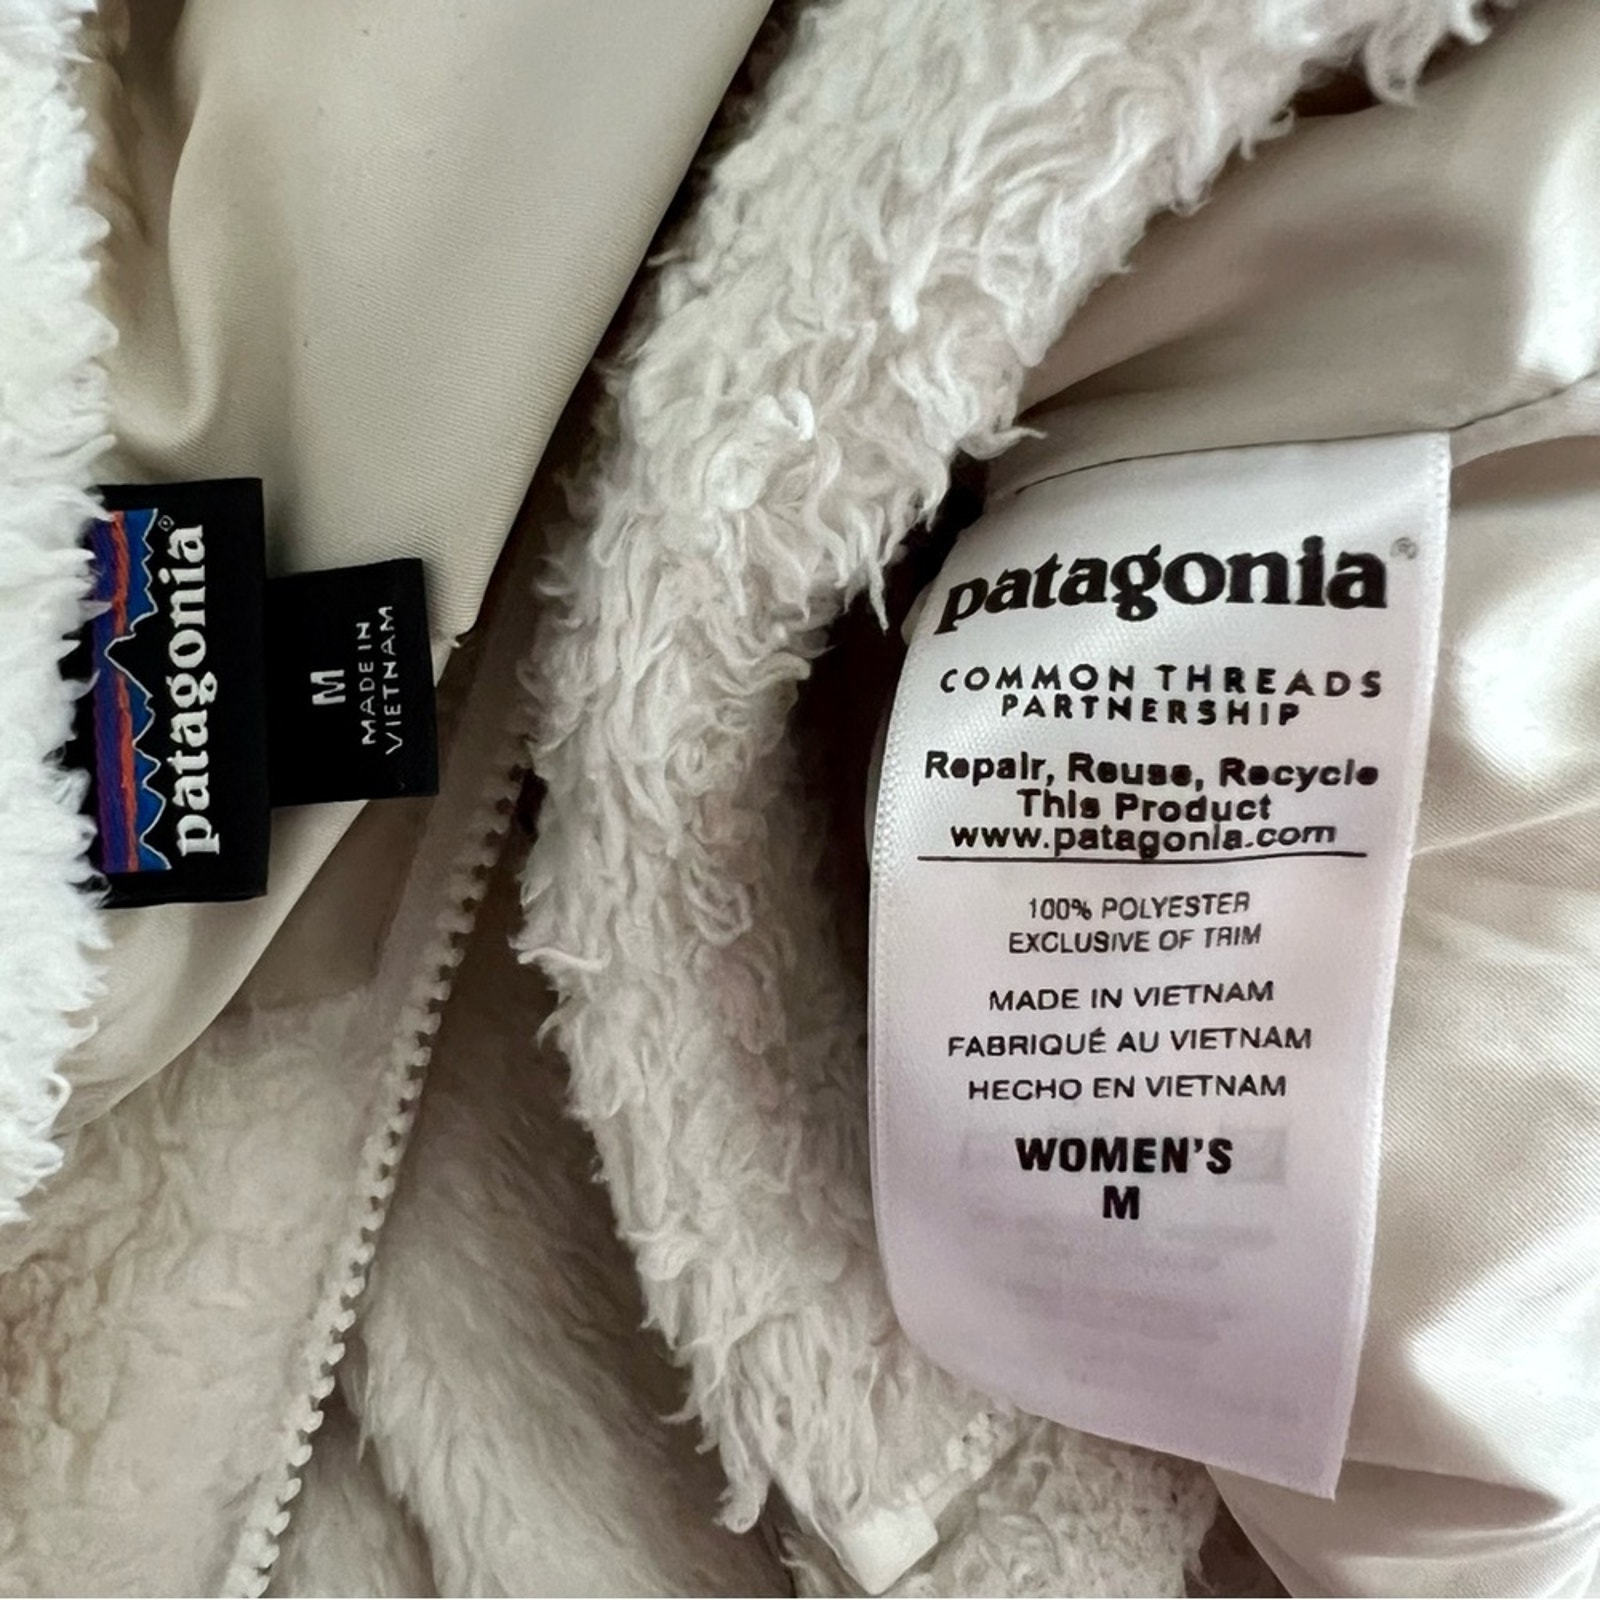 patagonia®
M
MADE IN
VIETNAM
patagonia®
COMMON THREADS
PARTNERSHIP
Repair, Reuse, Recycle
This Product
www.patagonia.com
100% POLYESTER
EXCLUSIVE OF TRIM
MADE IN VIETNAM
FABRIQUÉ AU VIETNAM
HECHO EN VIETNAM
WOMEN'S
M